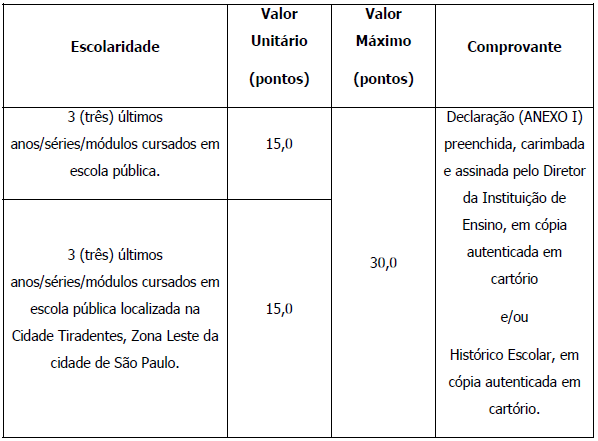 Escolaridade
Valor
Unitário
(pontos)
Valor
Máximo
(pontos)
Comprovante
3 (três) últimos
anos/séries/módulos cursados em
escola pública.
15,0
3 (três) últimos
anos/séries/módulos cursados em
escola pública localizada na
Cidade Tiradentes, Zona Leste da
cidade de São Paulo.
15,0
30,0
Declaração (ANEXO I)
preenchida, carimbada
e assinada pelo Diretor
da Instituição de
Ensino, em cópia
autenticada em
cartório
e/ou
Histórico Escolar, em
cópia autenticada em
cartório.